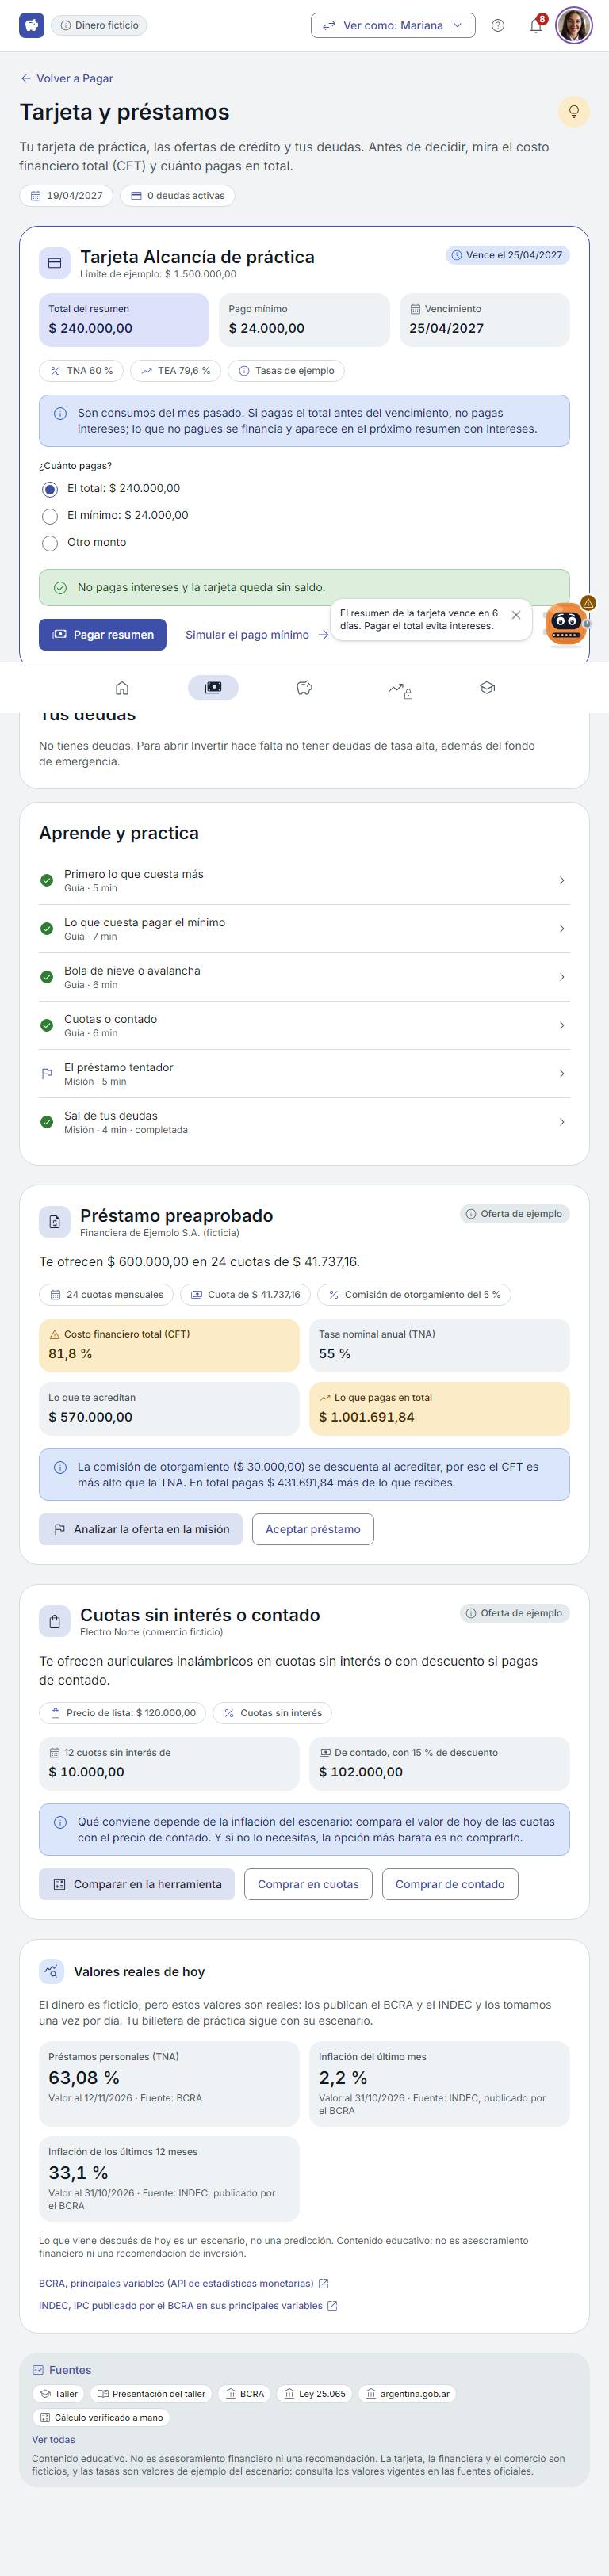 Dinero ficticio
Ver como: Mariana
8
Volver a Pagar
Tarjeta y préstamos
Tu tarjeta de práctica, las ofertas de crédito y tus deudas. Antes de decidir, mira el costo
financiero total (CFT) y cuánto pagas en total.
19/04/2027
0 deudas activas
Tarjeta Alcancía de práctica
Límite de ejemplo: $ 1.500.000,00
Vence el 25/04/2027
Total del resumen
$ 240.000,00
Pago mínimo
$ 24.000,00
Vencimiento
25/04/2027
TNA 60 %
TEA 79,6 %
Tasas de ejemplo
Son consumos del mes pasado. Si pagas el total antes del vencimiento, no pagas
intereses; lo que no pagues se financia y aparece en el próximo resumen con intereses.
¿Cuánto pagas?
El total: $ 240.000,00
El mínimo: $ 24.000,00
Otro monto
No pagas intereses y la tarjeta queda sin saldo.
El resumen de la tarjeta vence en 6
días. Pagar el total evita intereses.
Pagar resumen
Simular el pago mínimo
Tus deudas
No tienes deudas. Para abrir Invertir hace falta no tener deudas de tasa alta, además del fondo
de emergencia.
Aprende y practica
Primero lo que cuesta más
Guía · 5 min
Lo que cuesta pagar el mínimo
Guía · 7 min
Bola de nieve o avalancha
Guía · 6 min
Cuotas o contado
Guía · 6 min
El préstamo tentador
Misión · 5 min
Sal de tus deudas
Misión · 4 min · completada
Préstamo preaprobado
Financiera de Ejemplo S.A. (ficticia)
Oferta de ejemplo
Te ofrecen $ 600.000,00 en 24 cuotas de $ 41.737,16.
24 cuotas mensuales
Cuota de $ 41.737,16
Comisión de otorgamiento del 5 %
Costo financiero total (CFT)
81,8 %
Tasa nominal anual (TNA)
55 %
Lo que te acreditan
$ 570.000,00
Lo que pagas en total
$ 1.001.691,84
La comisión de otorgamiento ($ 30.000,00) se descuenta al acreditar, por eso el CFT es
más alto que la TNA. En total pagas $ 431.691,84 más de lo que recibes.
Analizar la oferta en la misión
Aceptar préstamo
Cuotas sin interés o contado
Electro Norte (comercio ficticio)
Oferta de ejemplo
Te ofrecen auriculares inalámbricos en cuotas sin interés o con descuento si pagas
de contado.
Precio de lista: $ 120.000,00
Cuotas sin interés
12 cuotas sin interés de
$ 10.000,00
De contado, con 15 % de descuento
$ 102.000,00
Qué conviene depende de la inflación del escenario: compara el valor de hoy de las cuotas
con el precio de contado. Y si no lo necesitas, la opción más barata es no comprarlo.
Comparar en la herramienta
Comprar en cuotas
Comprar de contado
Valores reales de hoy
El dinero es ficticio, pero estos valores son reales: los publican el BCRA y el INDEC y los tomamos
una vez por día. Tu billetera de práctica sigue con su escenario.
Préstamos personales (TNA)
63,08 %
Valor al 12/11/2026 · Fuente: BCRA
Inflación del último mes
2,2 %
Valor al 31/10/2026 · Fuente: INDEC, publicado por
el BCRA
Inflación de los últimos 12 meses
33,1 %
Valor al 31/10/2026 · Fuente: INDEC, publicado por
el BCRA
Lo que viene después de hoy es un escenario, no una predicción. Contenido educativo: no es asesoramiento
financiero ni una recomendación de inversión.
BCRA, principales variables (API de estadísticas monetarias)
INDEC, IPC publicado por el BCRA en sus principales variables
Fuentes
Taller
Presentación del taller
BCRA
Ley 25.065
argentina.gob.ar
Cálculo verificado a mano
Ver todas
Contenido educativo. No es asesoramiento financiero ni una recomendación. La tarjeta, la financiera y el comercio son
ficticios, y las tasas son valores de ejemplo del escenario: consulta los valores vigentes en las fuentes oficiales.